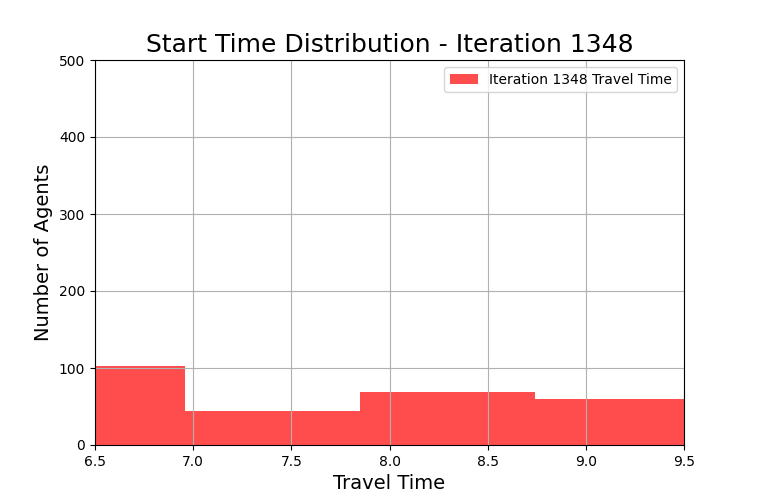 Start Time Distribution - Iteration 1348
Iteration 1348 Travel Time
Number of Agents
500
400
300
200
100
0
6.5 7.0 7.5 8.0 8.5 9.0 9.5
Travel Time